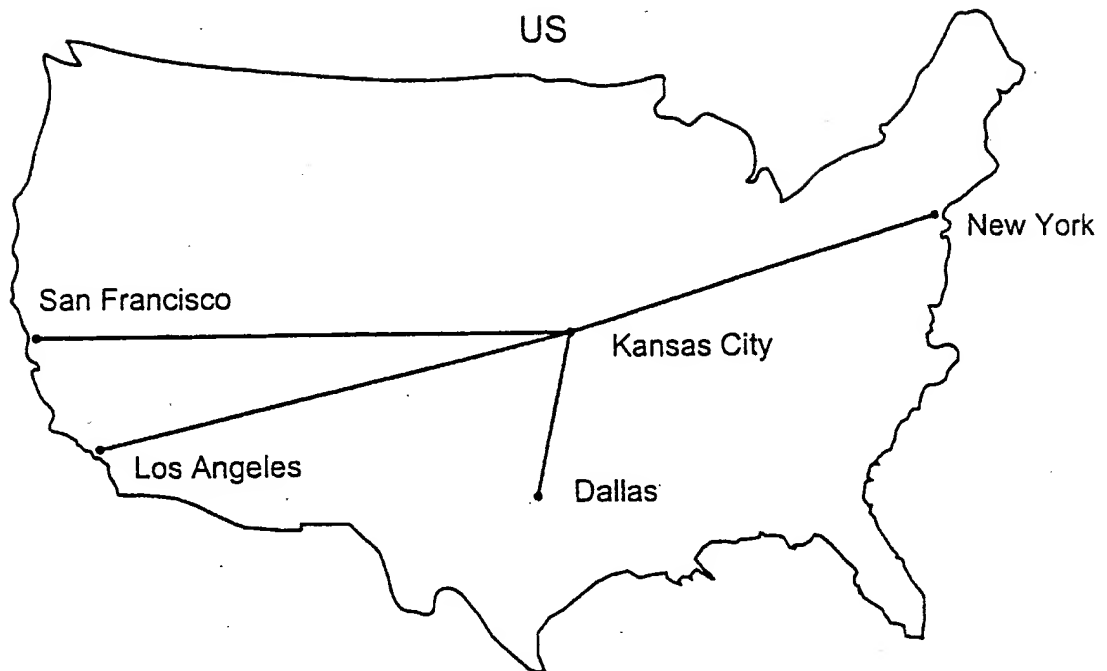 US
New York
San Francisco
Kansas City
Los Angeles
Dallas